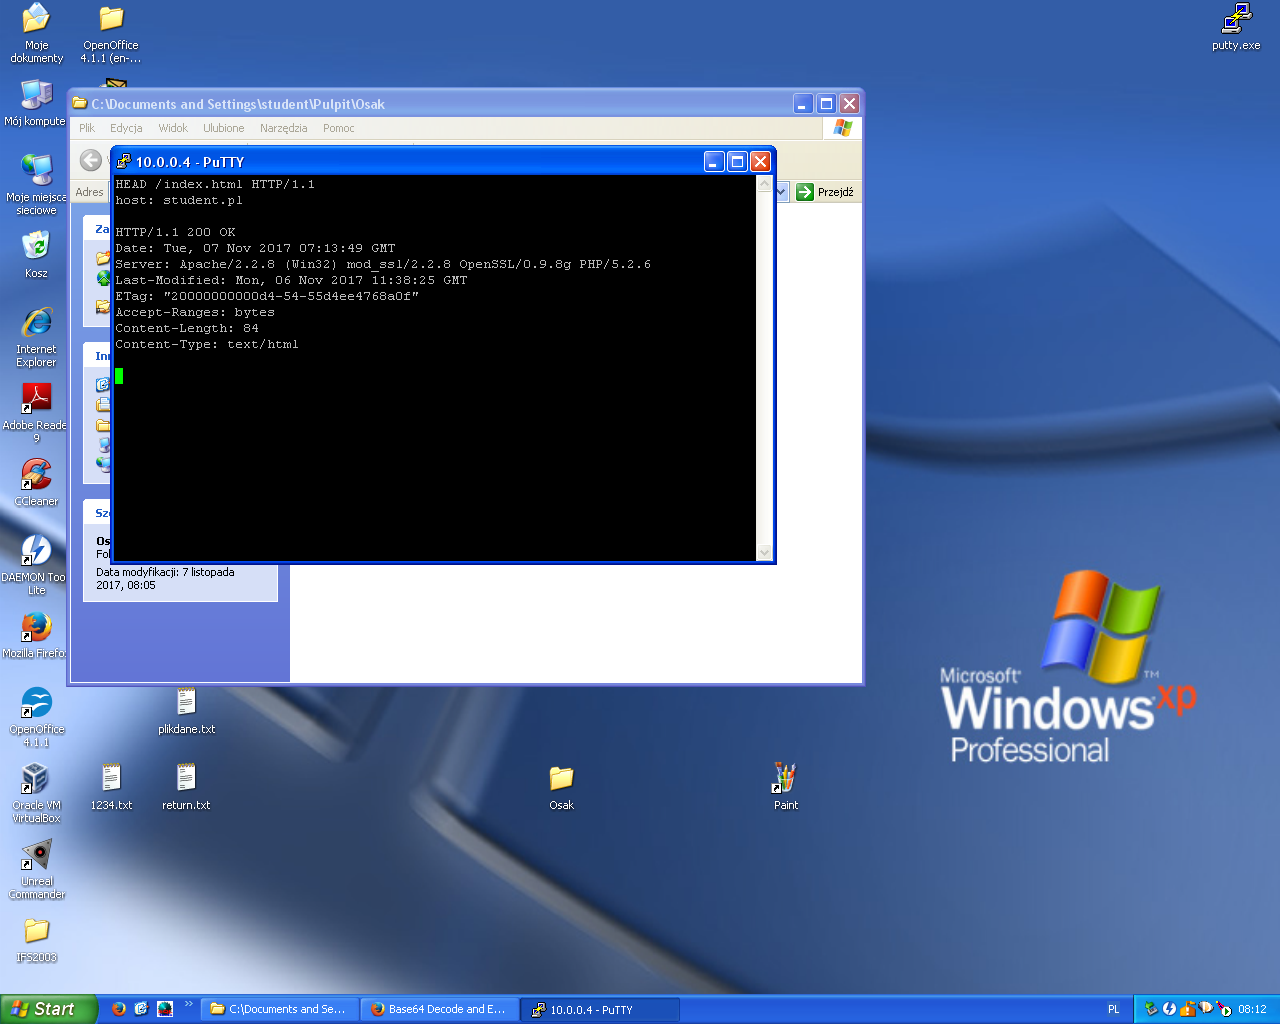 Moje
dokumenty
OpenOffice
4.1.1 (en-...
putty.exe
Mój kompute
C:\Documents and Settings\student\Pulpit\Osak
Plik Edycja Widok Ulubione Narzędzia Pomoc
Adres
Przejdź
10.0.0.4 - PuTTY
HEAD /index.html HTTP/1.1
host: student.pl
HTTP/1.1 200 OK
Date: Tue, 07 Nov 2017 07:13:49 GMT
Server: Apache/2.2.8 (Win32) mod_ssl/2.2.8 OpenSSL/0.9.8g PHP/5.2.6
Last-Modified: Mon, 06 Nov 2017 11:38:25 GMT
ETag: "20000000000d4-54-55d4ee4768a0f"
Accept-Ranges: bytes
Content-Length: 84
Content-Type: text/html
Za
In
Sz
Os
Fol
Data modyfikacji: 7 listopada
2017, 08:05
Moje miejsca
sieciowe
Kosz
Internet
Explorer
Adobe Reade
9
CCleaner
DAEMON Too
Lite
Mozilla Firefo
OpenOffice
4.1.1
plikdane.txt
Oracle VM
VirtualBox
1234.txt
return.txt
Osak
Paint
Unreal
Commander
IFS2003
Microsoft®
Windows xp
TM
Professional
Start
»
C:\Documents and Se...
Base64 Decode and E...
10.0.0.4 - PuTTY
PL
08:12